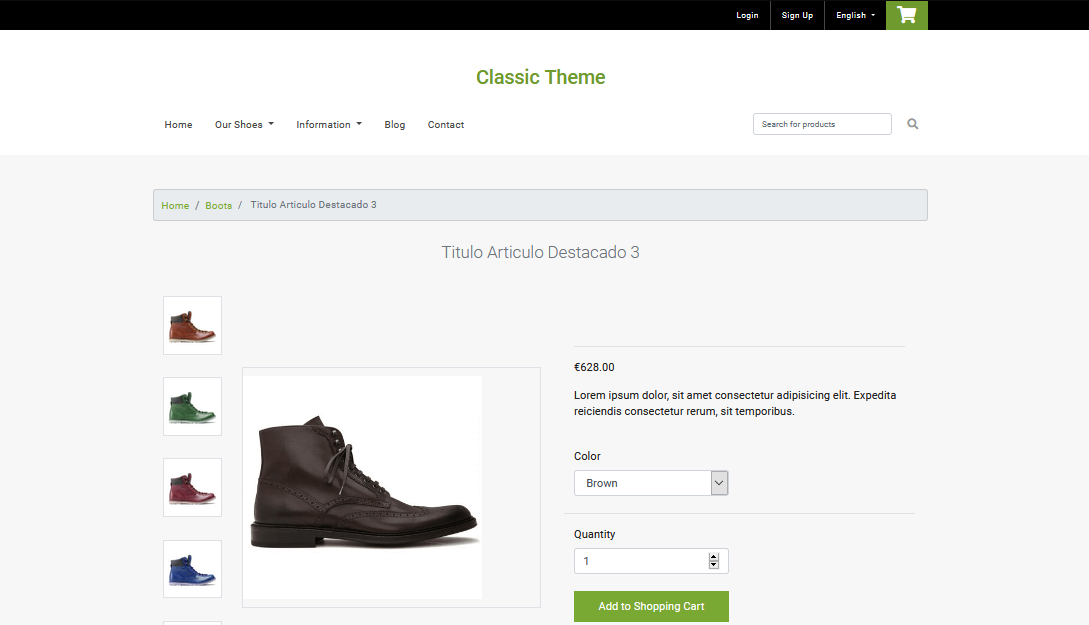 Login
Sign Up
English
Classic Theme
Home
Our Shoes
Information
Blog
Contact
Search for products
Home / Boots / Titulo Articulo Destacado 3
Titulo Articulo Destacado 3
€628.00
Lorem ipsum dolor, sit amet consectetur adipisicing elit. Expedita
reiciendis consectetur rerum, sit temporibus.
Color
Brown
Quantity
1
Add to Shopping Cart